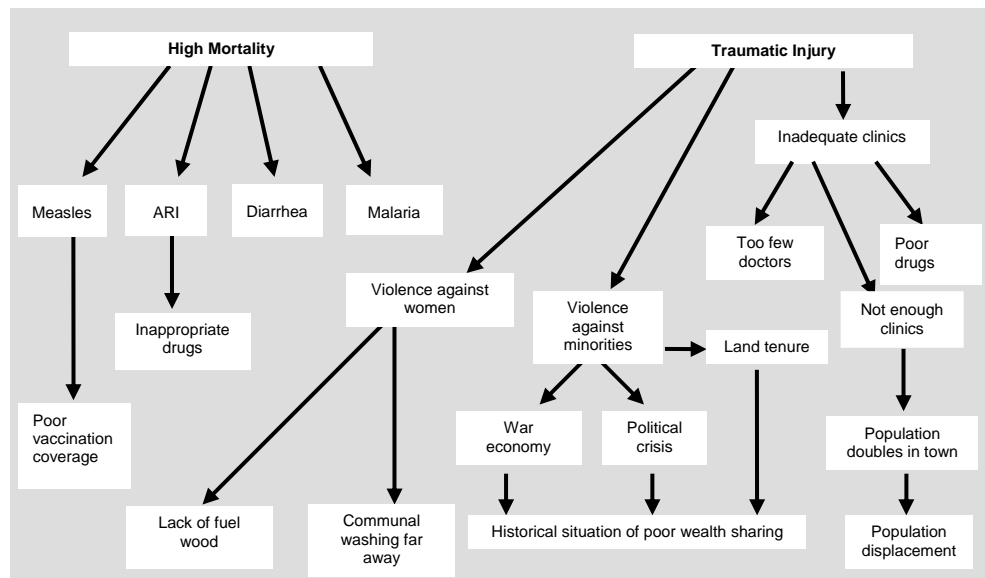 High Mortality
Traumatic Injury
Inadequate clinics
Measles
ARI
Diarrhea
Malaria
Too few
doctors
Poor
drugs
Violence against
women
Violence
against
minorities
Not enough
clinics
Inappropriate
drugs
Land tenure
Poor
vaccination
coverage
War
economy
Political
crisis
Population
doubles in town
Lack of fuel
wood
Communal
washing far
away
Historical situation of poor wealth sharing
Population
displacement